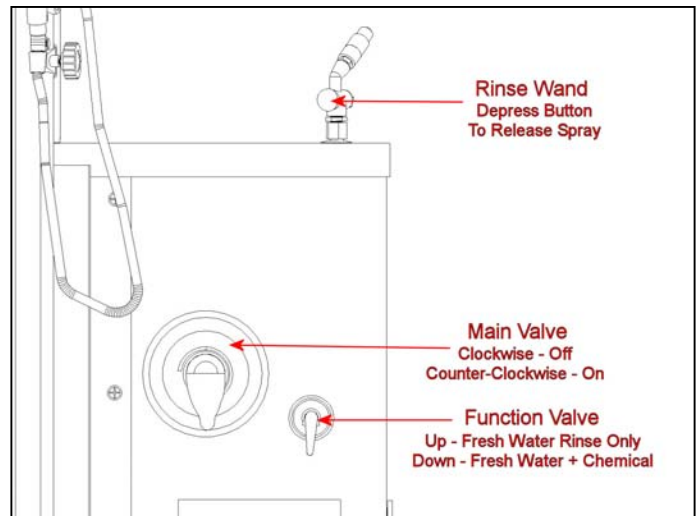 Rinse Wand
Depress Button
To Release Spray
Main Valve
Clockwise - Off
Counter-Clockwise - On
Function Valve
Up - Fresh Water Rinse Only
Down - Fresh Water + Chemical